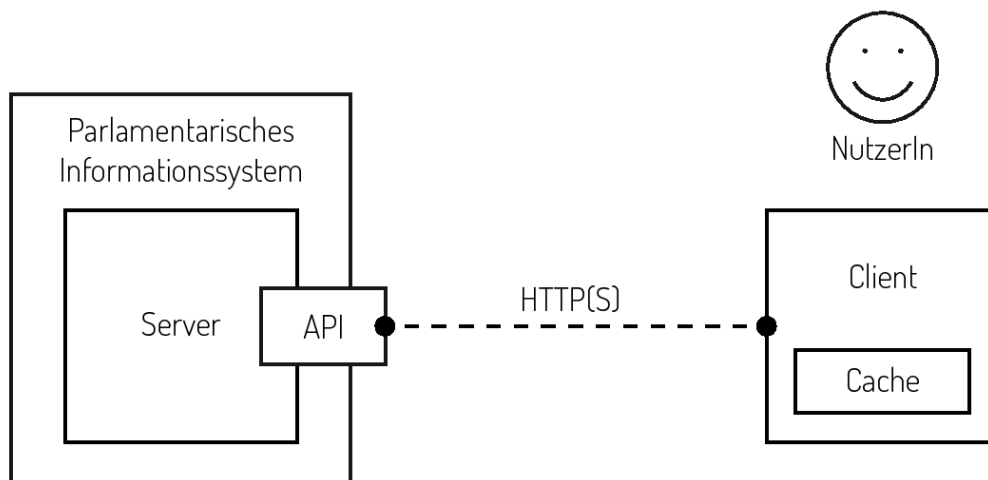 Parlamentarisches
Informationssystem
Server
API
HTTP(S)
NutzerIn
Client
Cache